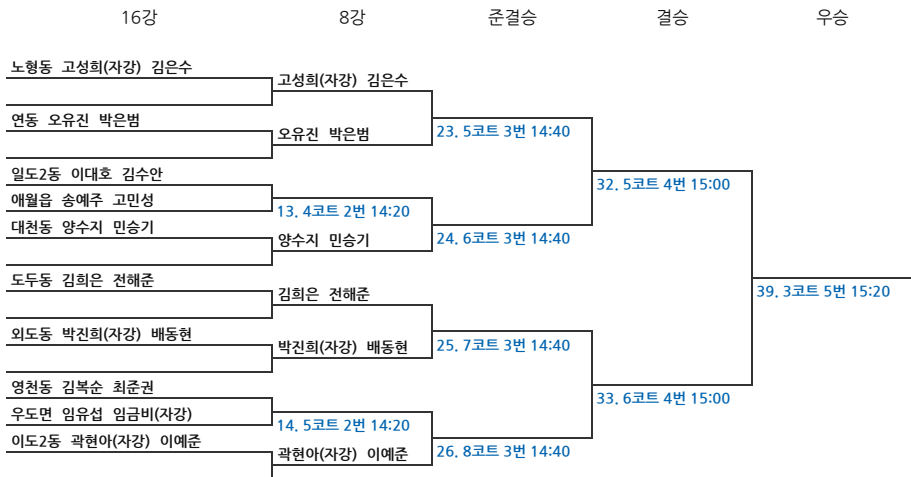 16강 8강 준결승 결승 우승
노형동 고성희(자강) 김은수
고성희(자강) 김은수
연동 오유진 박은범
23. 5코트 3번 14:40
오유진 박은범
일도2동 이대호 김수안
32. 5코트 4번 15:00
애월읍 송예주 고민성
13. 4코트 2번 14:20
대천동 양수지 민승기
24. 6코트 3번 14:40
양수지 민승기
도두동 김희은 전해준
김희은 전해준
39. 3코트 5번 15:20
외도동 박진희(자강) 배동현
25. 7코트 3번 14:40
박진희(자강) 배동현
영천동 김복순 최준권
33. 6코트 4번 15:00
우도면 임유섭 임금비(자강)
14. 5코트 2번 14:20
이도2동 곽현아(자강) 이예준
26. 8코트 3번 14:40
곽현아(자강) 이예준